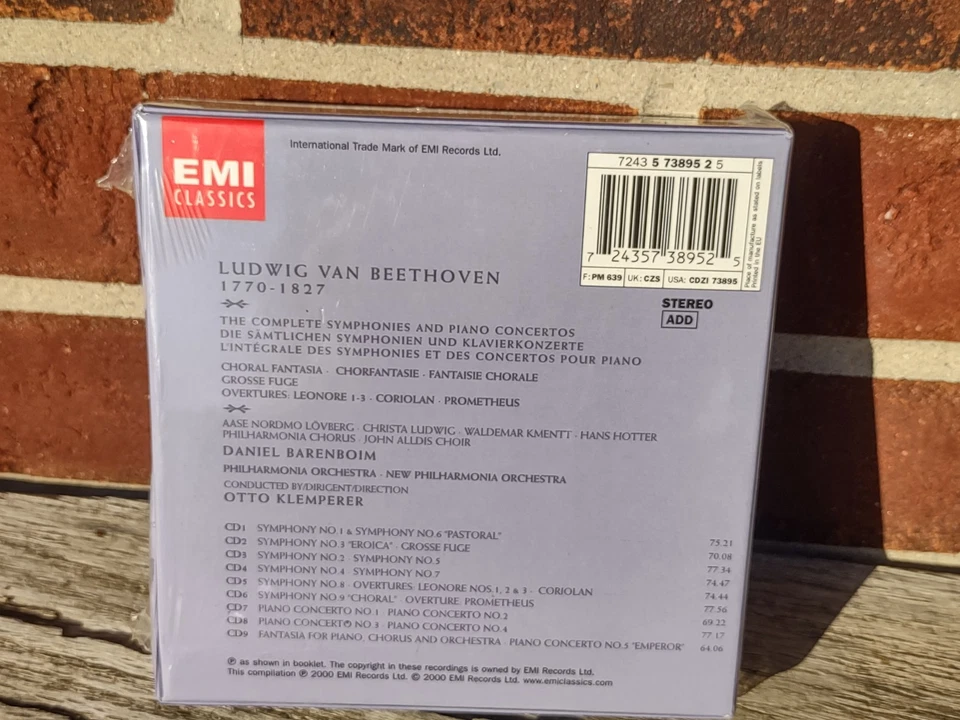 EMI
CLASSICS
International Trade Mark of EMI Records Ltd.
7243 5 73895 2 5
7 24357 38952 5
F: PM 639 UK: CZS USA: CDZI 73895
Place of manufacture as stated on labels
Printed in the EU
STEREO
ADD
LUDWIG VAN BEETHOVEN
1770-1827
THE COMPLETE SYMPHONIES AND PIANO CONCERTOS
DIE SÄMTLICHEN SYMPHONIEN UND KLAVIERKONZERTE
L'INTÉGRALE DES SYMPHONIES ET DES CONCERTOS POUR PIANO
CHORAL FANTASIA · CHORFANTASIE · FANTAISIE CHORALE
GROSSE FUGE
OVERTURES: LEONORE 1-3 · CORIOLAN · PROMETHEUS
AASE NORDMO LÖVBERG · CHRISTA LUDWIG · WALDEMAR KMENTT · HANS HOTTER
PHILHARMONIA CHORUS · JOHN ALLDIS CHOIR
DANIEL BARENBOIM
PHILHARMONIA ORCHESTRA · NEW PHILHARMONIA ORCHESTRA
CONDUCTED BY/DIRIGENT/DIRECTION
OTTO KLEMPERER
CD1 SYMPHONY NO.1 & SYMPHONY NO.6 "PASTORAL" 75.21
CD2 SYMPHONY NO.3 "EROICA" · GROSSE FUGE 70.08
CD3 SYMPHONY NO.2 SYMPHONY NO.5 77.34
CD4 SYMPHONY NO.4 SYMPHONY NO.7 74.47
CD5 SYMPHONY NO.8 · OVERTURES: LEONORE NOS.1, 2 & 3 – CORIOLAN 74.44
CD6 SYMPHONY NO.9 "CHORAL" · OVERTURE: PROMETHEUS 77.56
CD7 PIANO CONCERTO NO.1 · PIANO CONCERTO NO.2 69.22
CD8 PIANO CONCERTO NO.3 · PIANO CONCERTO NO.4 77.17
CD9 FANTASIA FOR PIANO, CHORUS AND ORCHESTRA · PIANO CONCERTO NO.5 "EMPEROR" 64.06
℗ as shown in booklet. The copyright in these recordings is owned by EMI Records Ltd.
This compilation ℗ 2000 EMI Records Ltd. © 2000 EMI Records Ltd. www.emiclassics.com